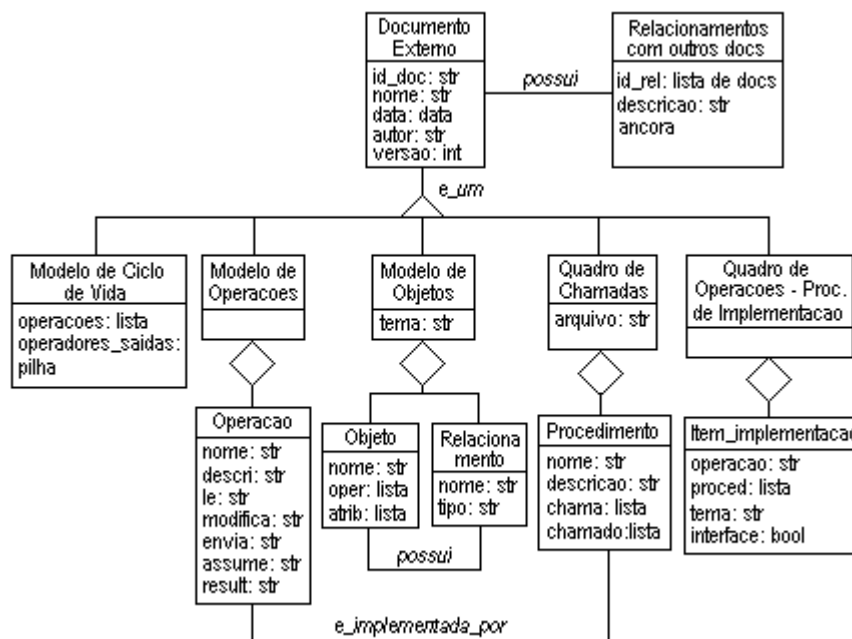 Documento
Externo
id_doc: str
nome: str
data: data
autor: str
versao: int
possui
Relacionamentos
com outros docs
id_rel: lista de docs
descricao: str
ancora
e_um
Modelo de Ciclo
de Vida
operacoes: lista
operadores_saidas:
pilha
Modelo de
Operacoes
Modelo de
Objetos
tema: str
Quadro de
Chamadas
arquivo: str
Quadro de
Operacoes - Proc.
de Implementacao
Operacao
nome: str
descri: str
le: str
modifica: str
envia: str
assume: str
result: str
Objeto
nome: str
oper: lista
atrib: lista
Relaciona
mento
nome: str
tipo: str
possui
Procedimento
nome: str
descricao: str
chama: lista
chamado:lista
Item_implementacao
operacao: str
proced: lista
tema: str
interface: bool
e_implementada_por